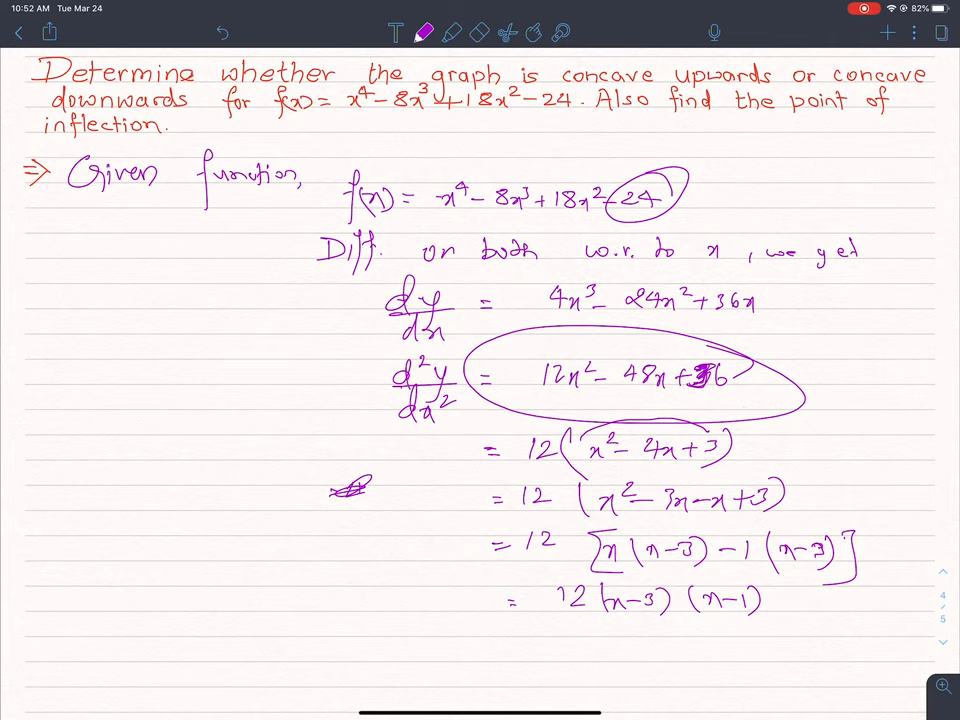 10:52 AM Tue Mar 24 82%
T
Determine whether the graph is concave upwards or concave
downwards for f(x) = x⁴ - 8x³ + 18x² - 24. Also find the point of
inflection.
⇒ Given function,
f(x) = x⁴ - 8x³ + 18x² - 24
Diff. on both w.r. to x, we get
dy/dx = 4x³ - 24x² + 36x
d²y/dx² = 12x² - 48x + 36
= 12 (x² - 4x + 3)
= 12 (x² - 3x - x + 3)
= 12 [x (x-3) - 1 (x-3)]
= 12 (x-3) (x-1)
4
/
5